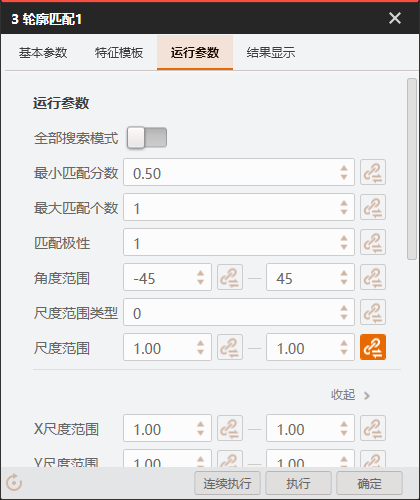 3 轮廓匹配1
基本参数 特征模板 运行参数 结果显示
运行参数
全部搜索模式
最小匹配分数 0.50
最大匹配个数 1
匹配极性 1
角度范围 -45 — 45
尺度范围类型 0
尺度范围 1.00 — 1.00
收起 >
X尺度范围 1.00 — 1.00
Y尺度范围 1.00 — 1.00
连续执行 执行 确定